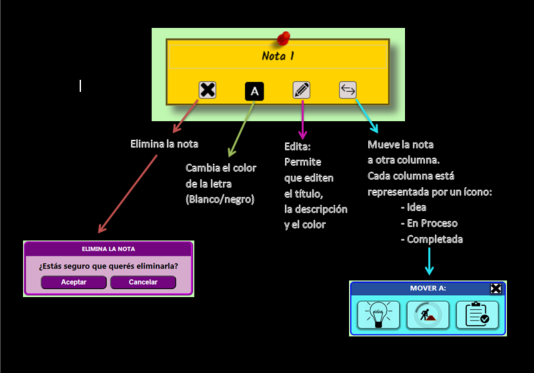 Nota 1
A
Elimina la nota
Cambia el color
de la letra
(Blanco/negro)
Edita:
Permite
que editen
el título,
la descripción
y el color
Mueve la nota
a otra columna.
Cada columna está
representada por un ícono:
- Idea
- En Proceso
- Completada
ELIMINA LA NOTA
¿Estás seguro que querés eliminarla?
Aceptar
Cancelar
MOVER A: